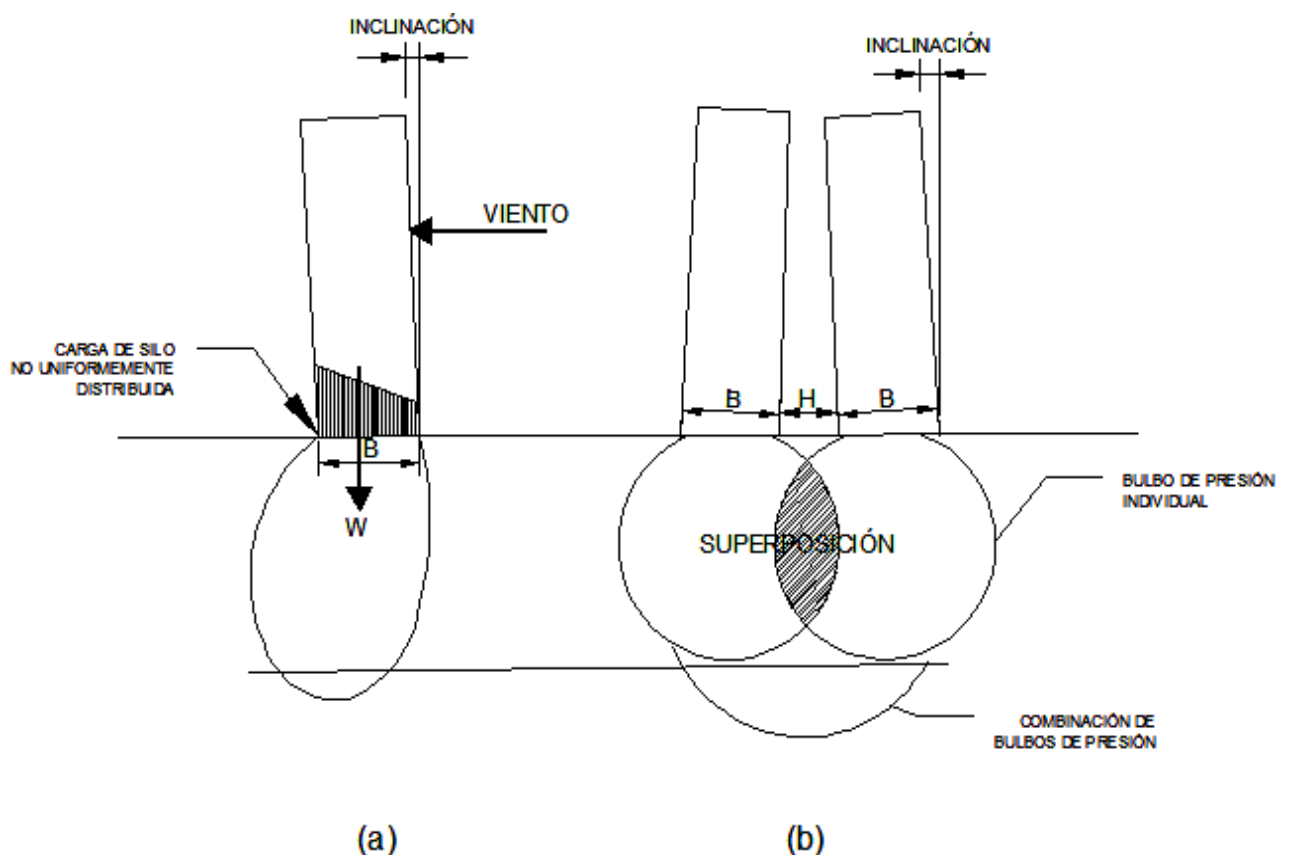 INCLINACIÓN
VIENTO
CARGA DE SILO
NO UNIFORMEMENTE
DISTRIBUIDA
B
W
(a)
INCLINACIÓN
B H B
SUPERPOSICIÓN
BULBO DE PRESIÓN
INDIVIDUAL
COMBINACIÓN DE
BULBOS DE PRESIÓN
(b)